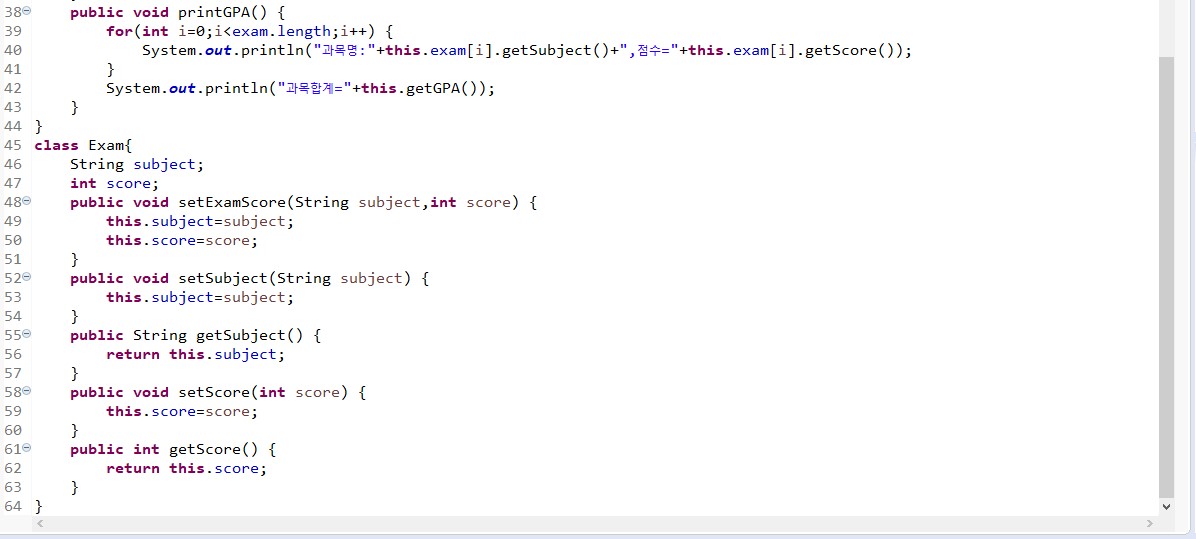 38 public void printGPA() {
39 for(int i=0;i<exam.length;i++) {
40 System.out.println("과목명:"+this.exam[i].getSubject()+",점수="+this.exam[i].getScore());
41 }
42 System.out.println("과목합계="+this.getGPA());
43 }
44 }
45 class Exam{
46 String subject;
47 int score;
48 public void setExamScore(String subject,int score) {
49 this.subject=subject;
50 this.score=score;
51 }
52 public void setSubject(String subject) {
53 this.subject=subject;
54 }
55 public String getSubject() {
56 return this.subject;
57 }
58 public void setScore(int score) {
59 this.score=score;
60 }
61 public int getScore() {
62 return this.score;
63 }
64 }